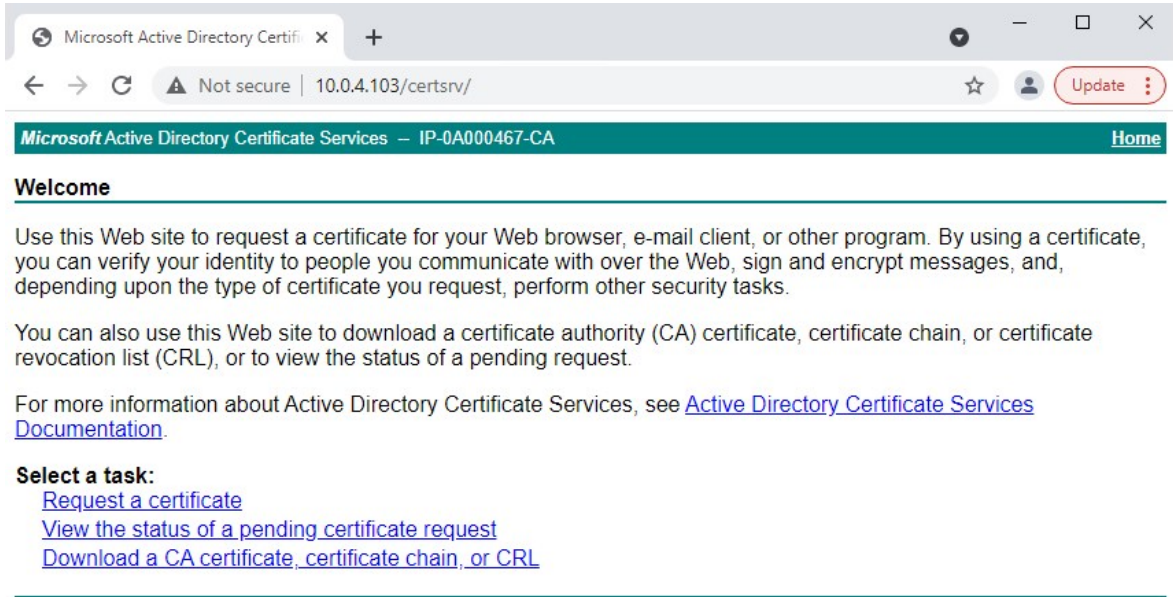 Microsoft Active Directory Certifi
Not secure | 10.0.4.103/certsrv/
Update
Microsoft Active Directory Certificate Services -- IP-0A000467-CA
Home
Welcome
Use this Web site to request a certificate for your Web browser, e-mail client, or other program. By using a certificate,
you can verify your identity to people you communicate with over the Web, sign and encrypt messages, and,
depending upon the type of certificate you request, perform other security tasks.
You can also use this Web site to download a certificate authority (CA) certificate, certificate chain, or certificate
revocation list (CRL), or to view the status of a pending request.
For more information about Active Directory Certificate Services, see Active Directory Certificate Services
Documentation.
Select a task:
Request a certificate
View the status of a pending certificate request
Download a CA certificate, certificate chain, or CRL